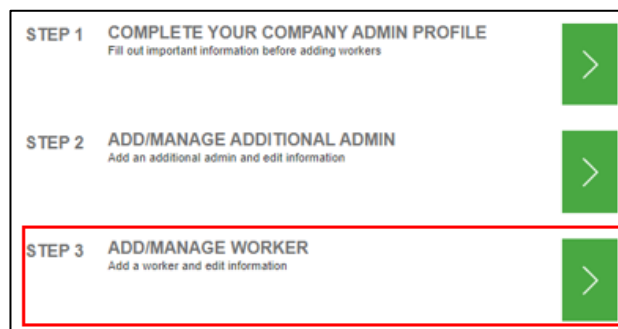 STEP 1 COMPLETE YOUR COMPANY ADMIN PROFILE
Fill out important information before adding workers
STEP 2 ADD/MANAGE ADDITIONAL ADMIN
Add an additional admin and edit information
STEP 3 ADD/MANAGE WORKER
Add a worker and edit information